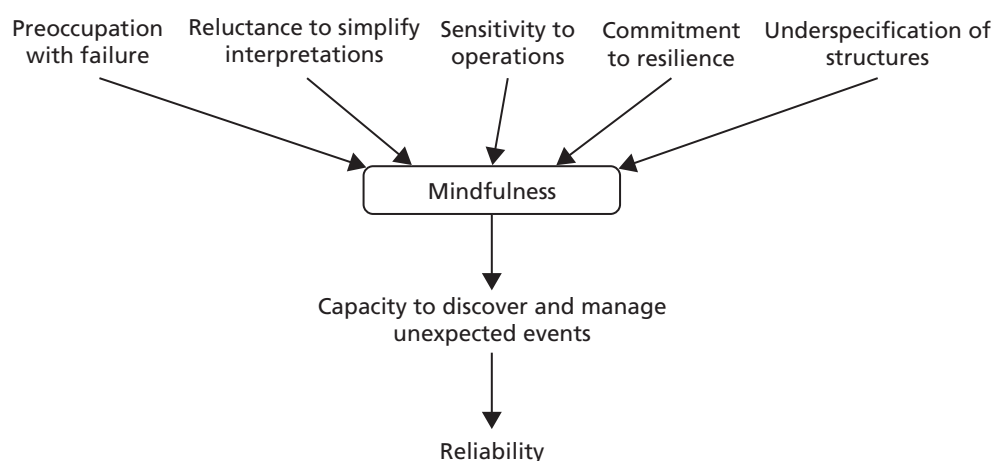 Preoccupation
with failure
Reluctance to simplify
interpretations
Sensitivity to
operations
Commitment
to resilience
Underspecification of
structures
Mindfulness
Capacity to discover and manage
unexpected events
Reliability